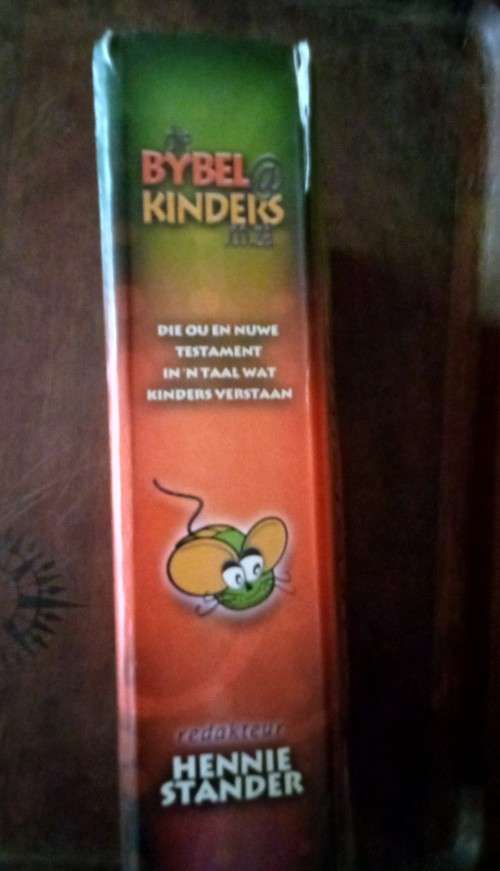 BYBEL@
KINDERS
DIE OU EN NUWE
TESTAMENT
IN 'N TAAL WAT
KINDERS VERSTAAN
redakteur
HENNIE
STANDER